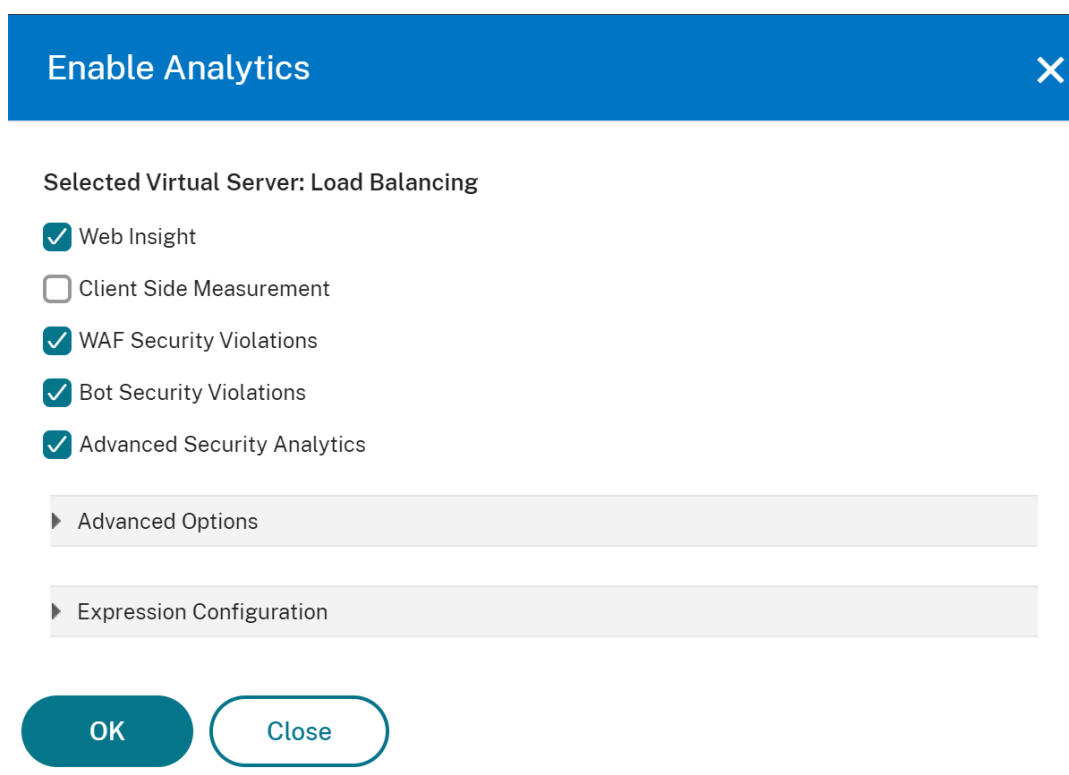 Enable Analytics
Selected Virtual Server: Load Balancing
Web Insight
Client Side Measurement
WAF Security Violations
Bot Security Violations
Advanced Security Analytics
Advanced Options
Expression Configuration
OK Close